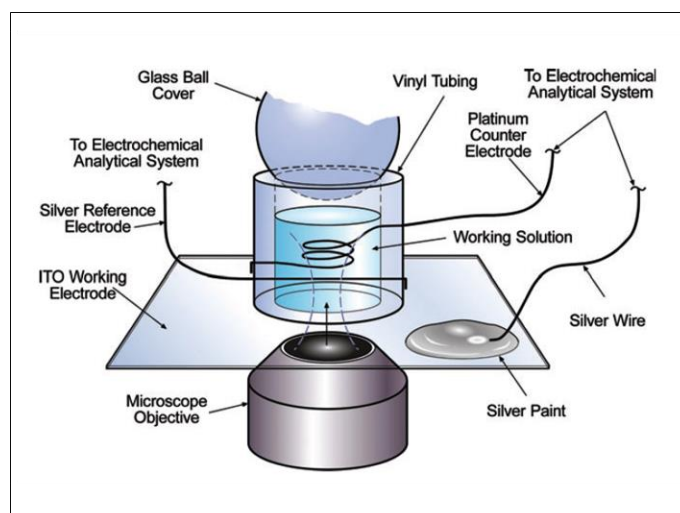 Glass Ball
Cover
Vinyl Tubing
To Electrochemical
Analytical System
Platinum
Counter
Electrode
To Electrochemical
Analytical System
Silver Reference
Electrode
Working Solution
ITO Working
Electrode
Silver Wire
Microscope
Objective
Silver Paint